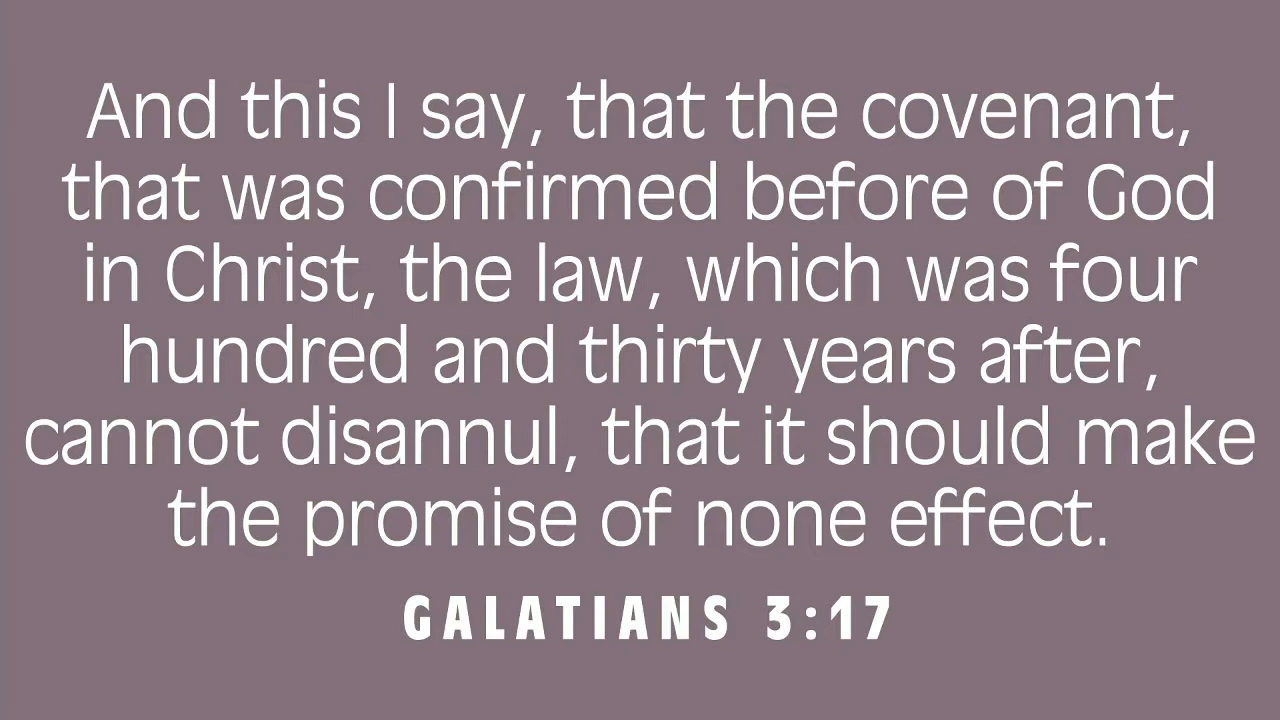 And this I say, that the covenant,
that was confirmed before of God
in Christ, the law, which was four
hundred and thirty years after,
cannot disannul, that it should make
the promise of none effect.
GALATIANS 3:17